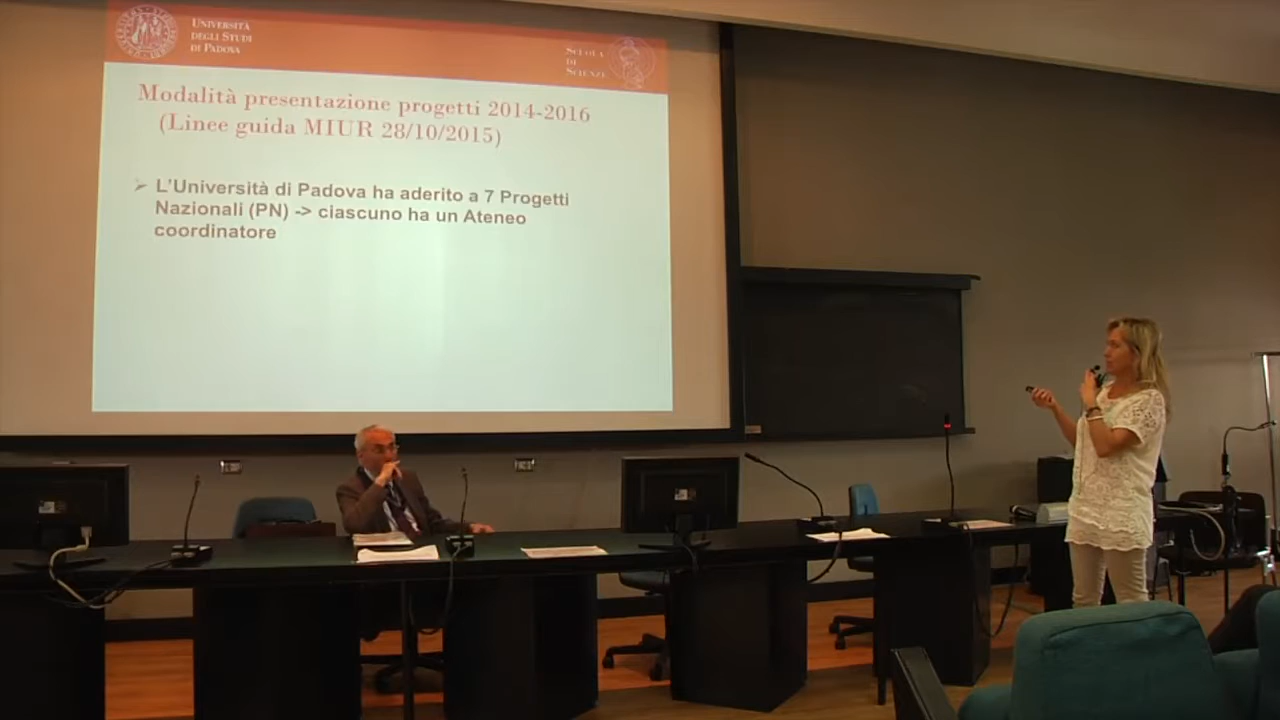 UNIVERSITÀ
DEGLI STUDI
DI PADOVA
SCUOLA
DI
SCIENZE
Modalità presentazione progetti 2014-2016
(Linee guida MIUR 28/10/2015)
L'Università di Padova ha aderito a 7 Progetti
Nazionali (PN) -> ciascuno ha un Ateneo
coordinatore